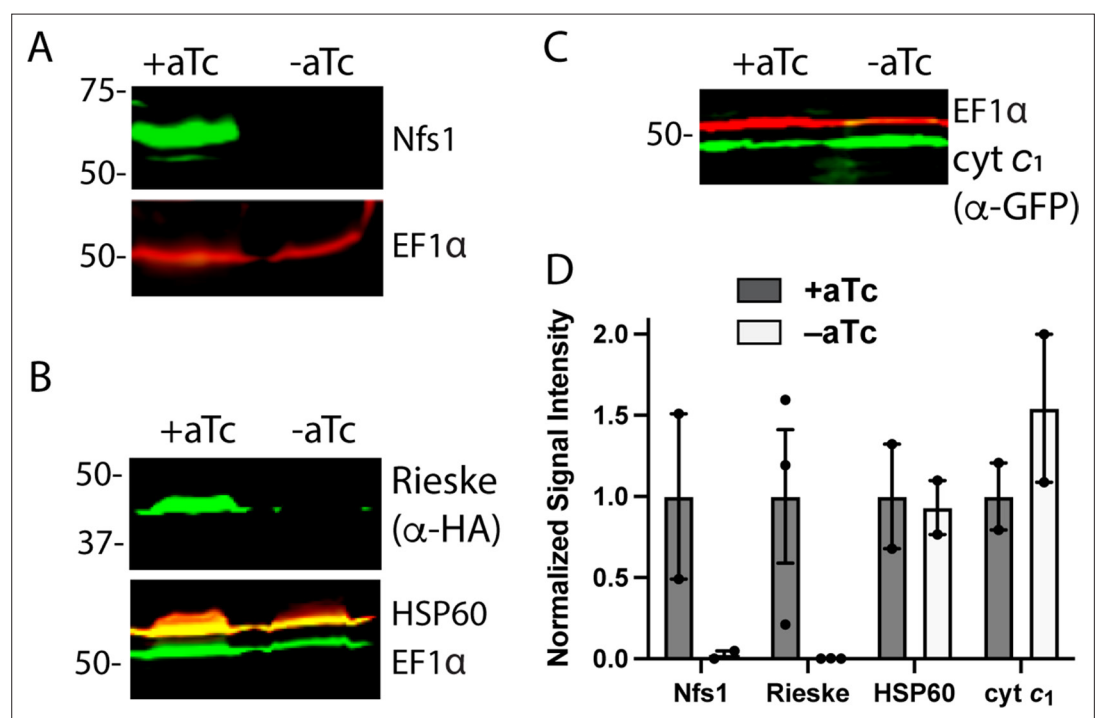 A
+aTc -aTc
75-
50-
Nfs1
50-
EF1α
B
+aTc -aTc
50-
37-
Rieske
(α-HA)
HSP60
50-
EF1α
C
+aTc -aTc
50-
EF1α
cyt c₁
(α-GFP)
D
+aTc
–aTc
Normalized Signal Intensity
2.0
1.5
1.0
0.5
0.0
Nfs1 Rieske HSP60 cyt c₁